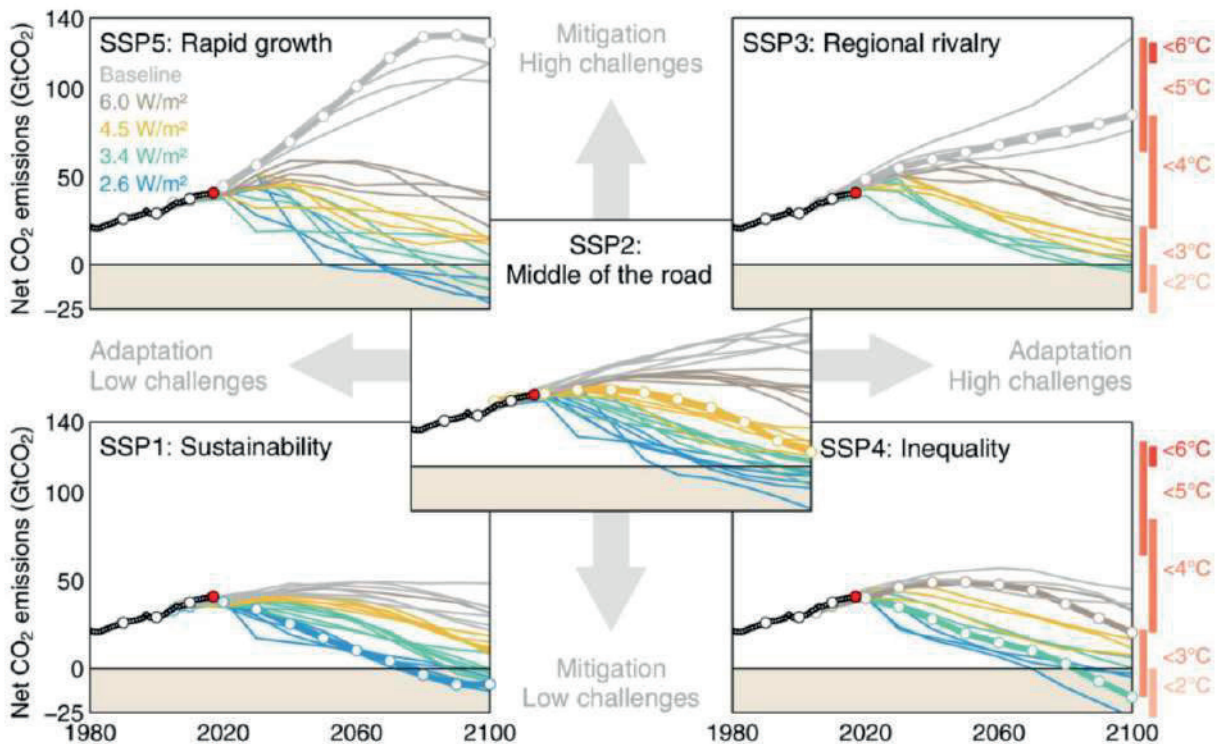 140
SSP5: Rapid growth
Mitigation
High challenges
SSP3: Regional rivalry
<6°C
Baseline
6.0 W/m²
4.5 W/m²
3.4 W/m²
2.6 W/m²
100
<5°C
50
<4°C
0
<3°C
<2°C
-25
Net CO₂ emissions (GtCO₂)
SSP2:
Middle of the road
Adaptation
Low challenges
Adaptation
High challenges
140
SSP1: Sustainability
SSP4: Inequality
<6°C
100
<5°C
50
<4°C
0
<3°C
<2°C
-25
Net CO₂ emissions (GtCO₂)
Mitigation
Low challenges
1980 2020 2060 2100
1980 2020 2060 2100